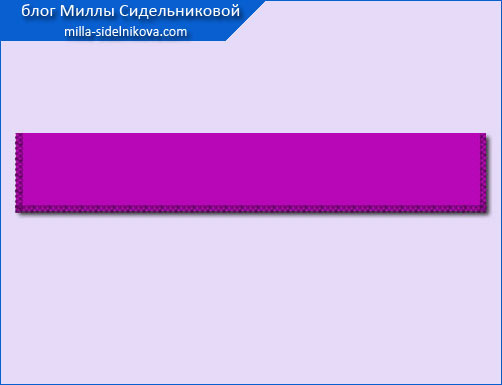 блог Миллы Сидельниковой
milla-sidelnikova.com